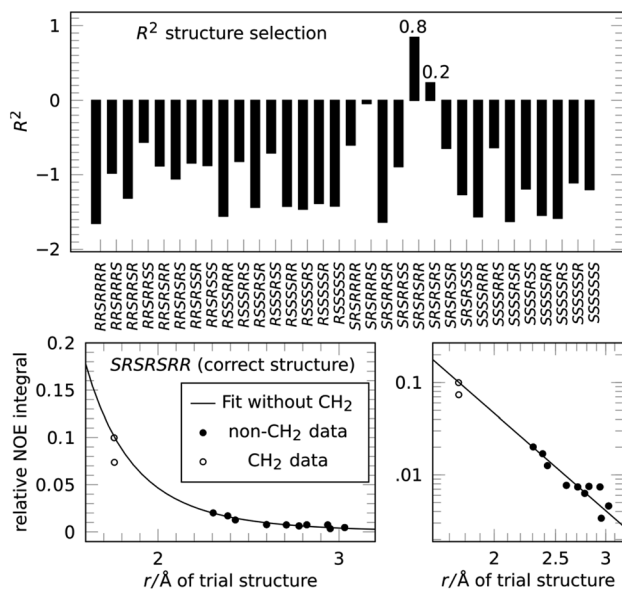 R² structure selection
1
0
−1
−2
R²
0.8
0.2
RRSRRRR
RRSRRRS
RRSRRSR
RRSRRSS
RRSRSRR
RRSRSRS
RRSRSSR
RRSRSSS
RSSSRRR
RSSSRRS
RSSSRSR
RSSSRSS
RSSSSRR
RSSSSRS
RSSSSSR
RSSSSSS
SRSRRRR
SRSRRRS
SRSRRSR
SRSRRSS
SRSRSRR
SRSRSRS
SRSRSSR
SRSRSSS
SSSSRRR
SSSSRRS
SSSSRSR
SSSSRSS
SSSSSRR
SSSSSRS
SSSSSSR
SSSSSSS
relative NOE integral
0.2
0.15
0.1
0.05
0
SRSRSRR (correct structure)
Fit without CH₂
non-CH₂ data
CH₂ data
2
3
r/Å of trial structure
0.1
.01
2
2.5
3
r/Å of trial structure